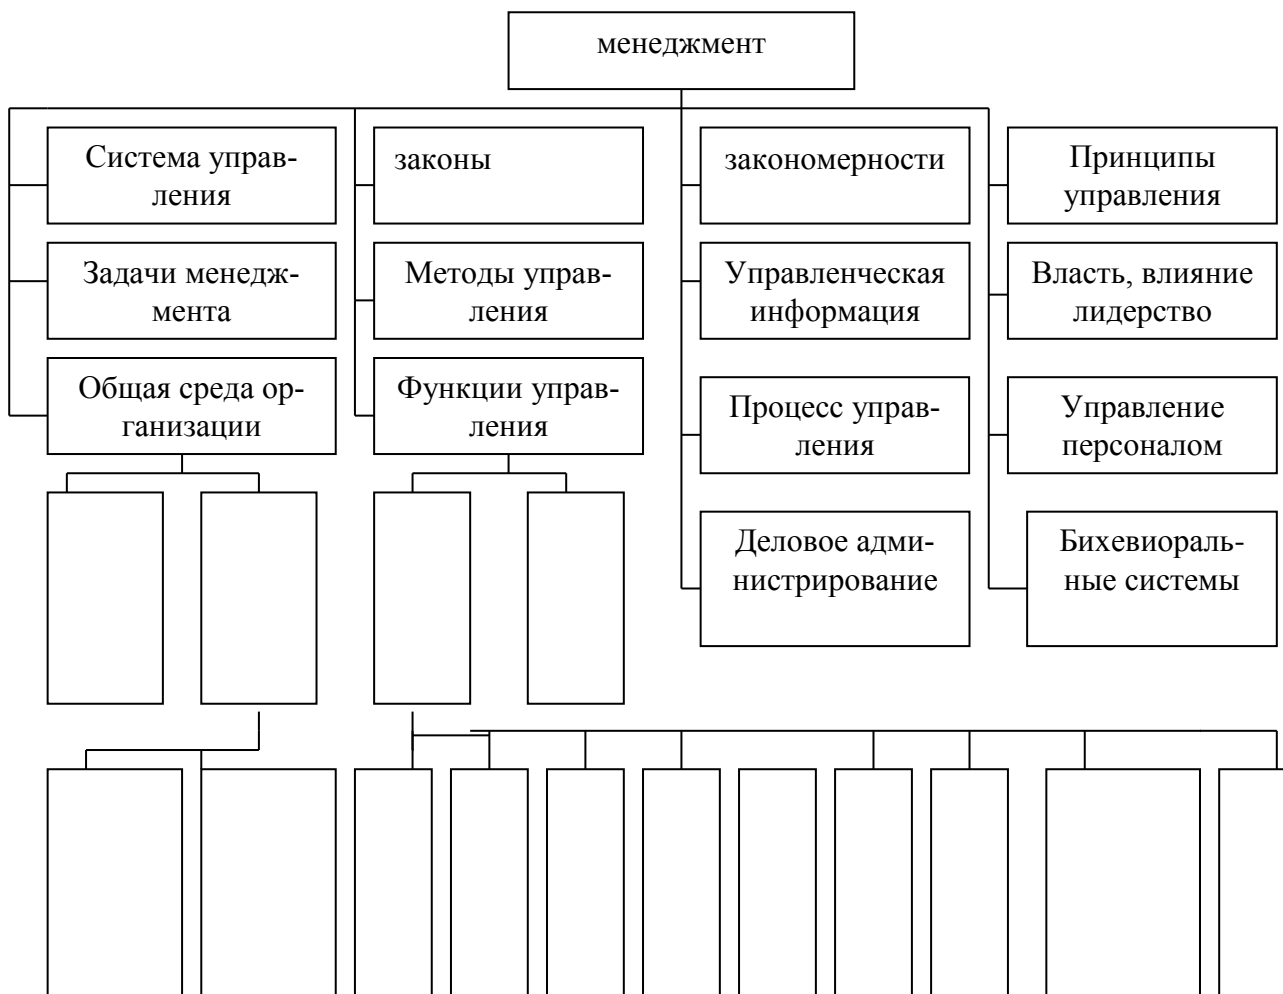 менеджмент
Система управ-
ления
законы
закономерности
Принципы
управления
Задачи менедж-
мента
Методы управ-
ления
Управленческая
информация
Власть, влияние
лидерство
Общая среда ор-
ганизации
Функции управ-
ления
Процесс управ-
ления
Управление
персоналом
Деловое адми-
нистрирование
Бихевиораль-
ные системы